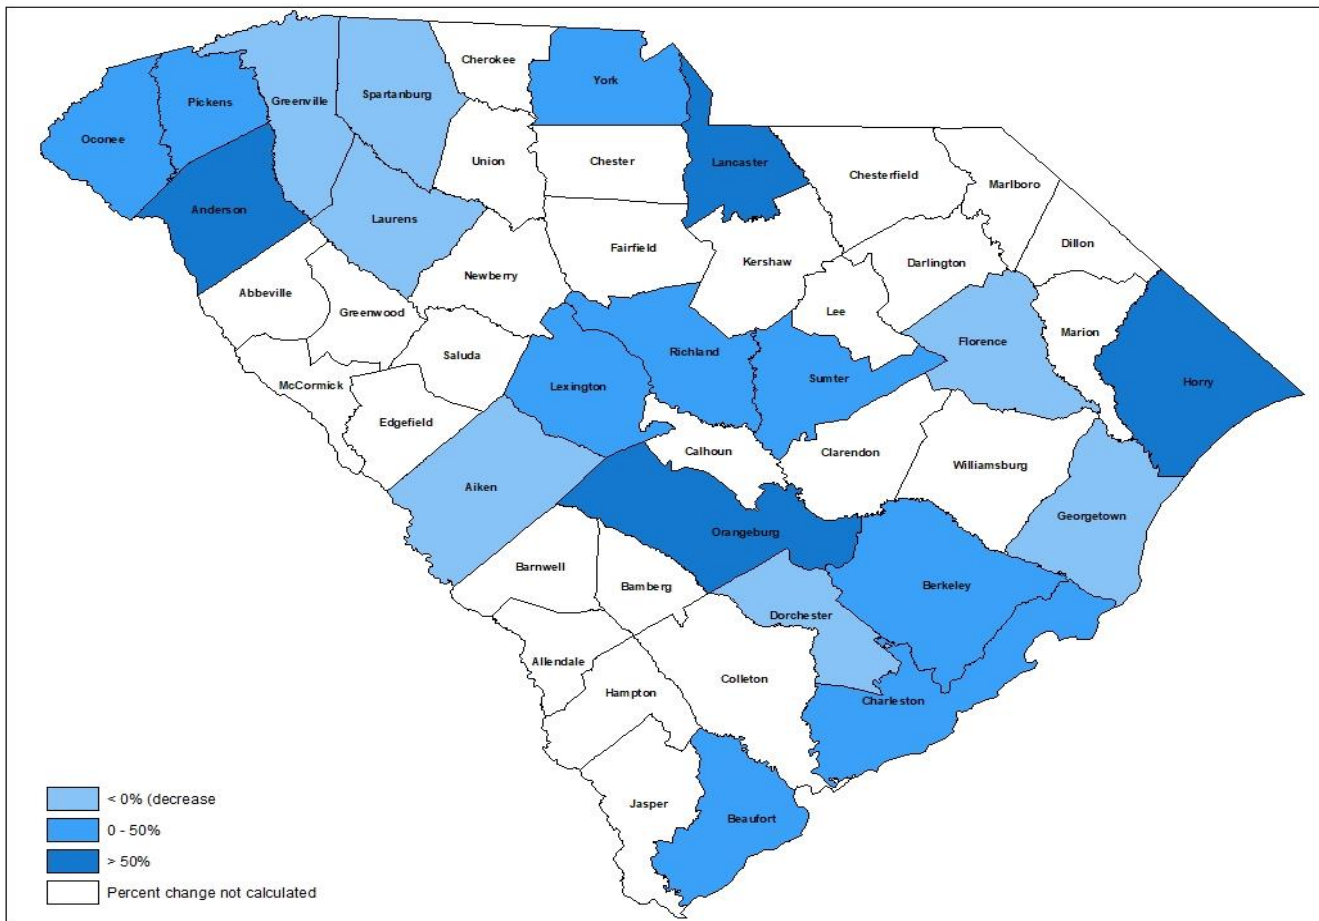 Cherokee
York
Spartanburg
Greenville
Pickens
Oconee
Union
Chester
Lancaster
Chesterfield
Marlboro
Anderson
Laurens
Fairfield
Kershaw
Darlington
Dillon
Newberry
Abbeville
Greenwood
Lee
Marion
Florence
Saluda
Richland
Sumter
Horry
McCormick
Lexington
Edgefield
Calhoun
Clarendon
Williamsburg
Aiken
Georgetown
Orangeburg
Barnwell
Bamberg
Berkeley
Dorchester
Allendale
Colleton
Hampton
Charleston
Jasper
Beaufort
< 0% (decrease
0 - 50%
> 50%
Percent change not calculated